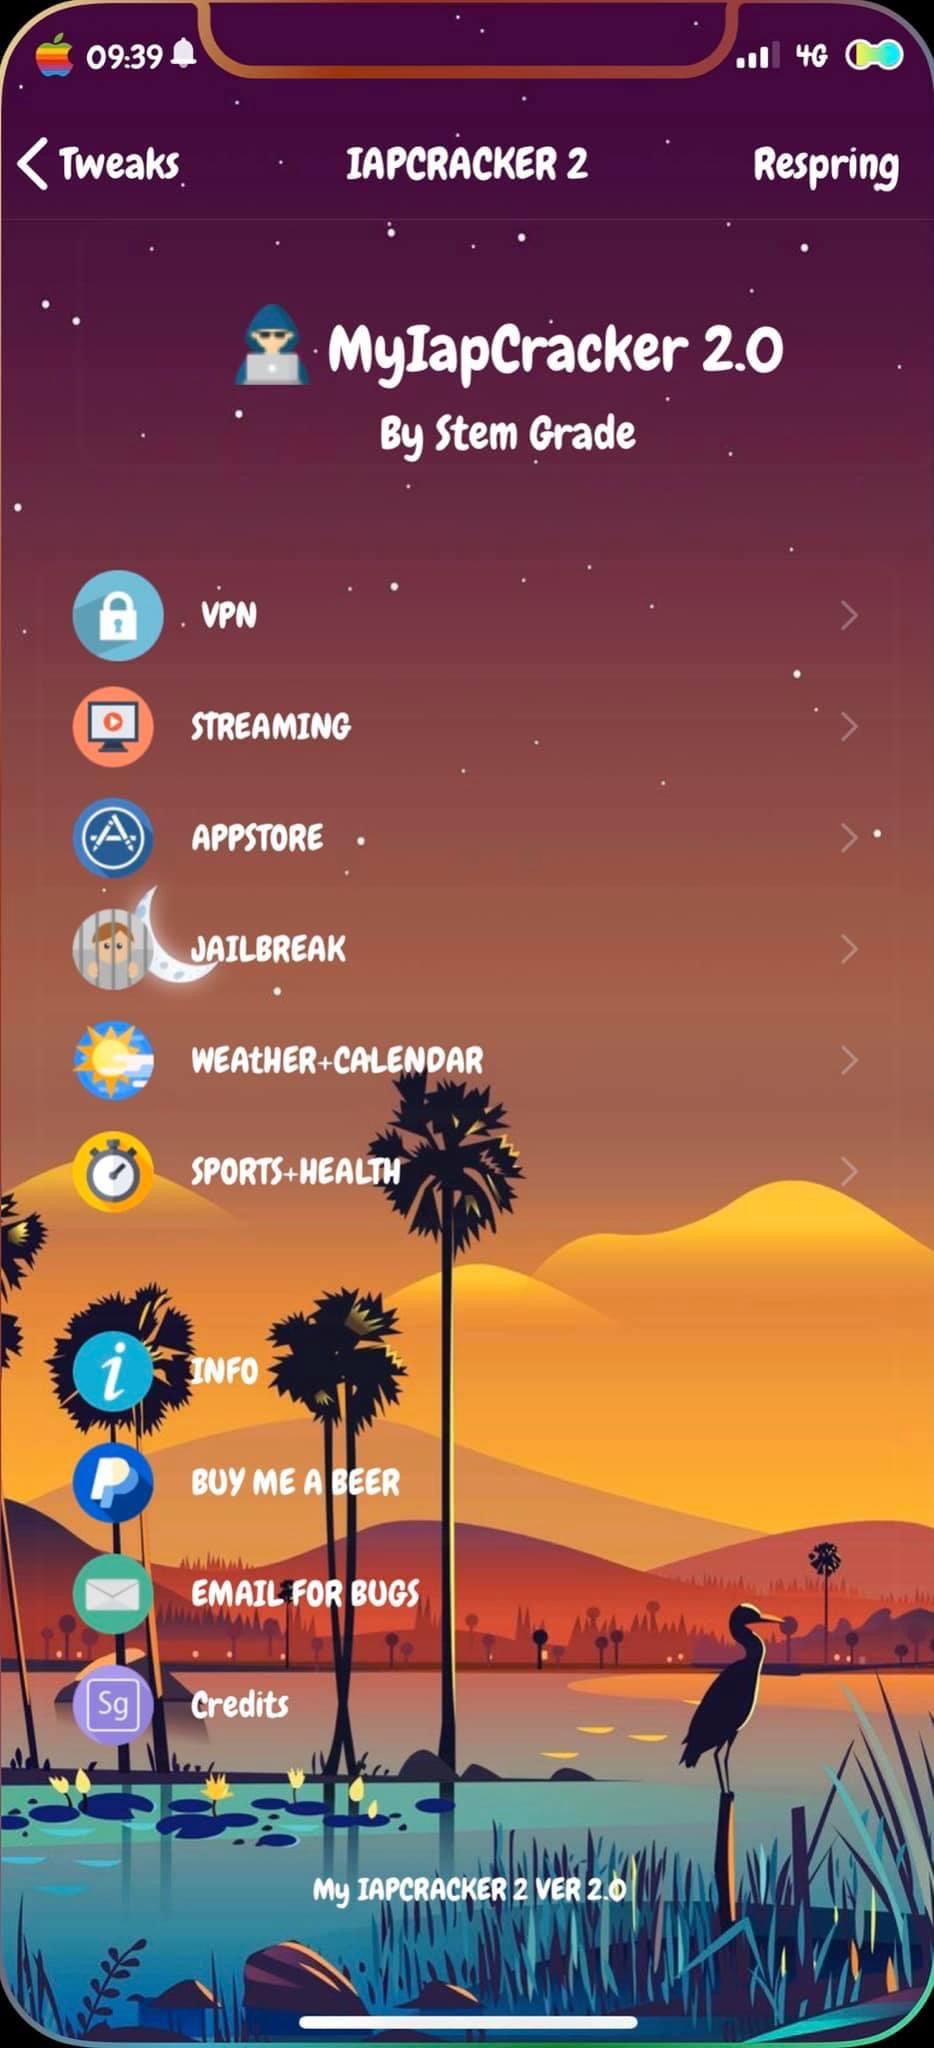 09:39
4G
Tweaks
IAPCRACKER 2
Respring
MyIapCracker 2.0
By Stem Grade
VPN
STREAMING
APPSTORE
JAILBREAK
WEAtHER+CALENDAR
SPORTS+HEALTH
INFO
BUY ME A BEER
EMAIL FOR BUGS
Sg
Credits
My IAPCRACKER 2 VER 2.0